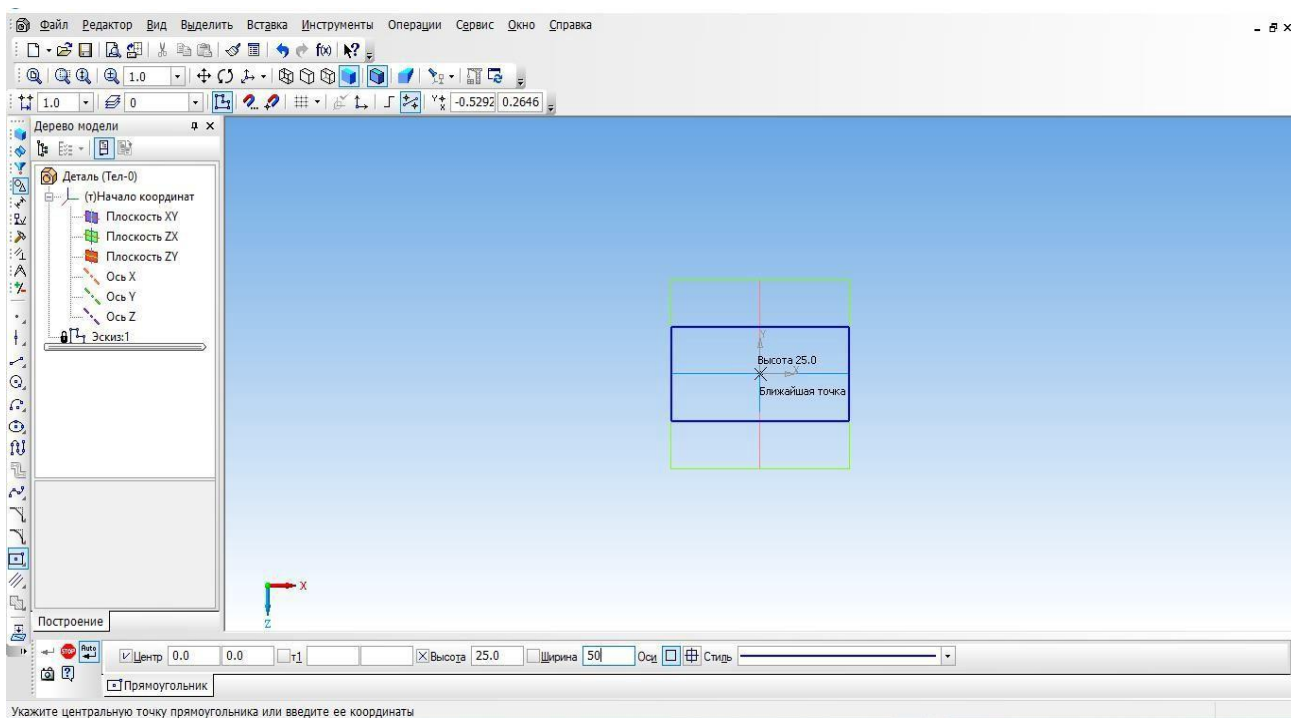 Файл Редактор Вид Выделить Вставка Инструменты Операции Сервис Окно Справка
1.0
f(x)
1.0 0 -0.5292 0.2646
Дерево модели
Деталь (Тел-0)
(т)Начало координат
Плоскость XY
Плоскость ZX
Плоскость ZY
Ось X
Ось Y
Ось Z
Эскиз:1
Y
Высота 25.0
X
Ближайшая точка
X
Z
Построение
STOP Auto Центр 0.0 0.0 т1 Высота 25.0 Ширина 50 Оси Стиль
Прямоугольник
Укажите центральную точку прямоугольника или введите ее координаты